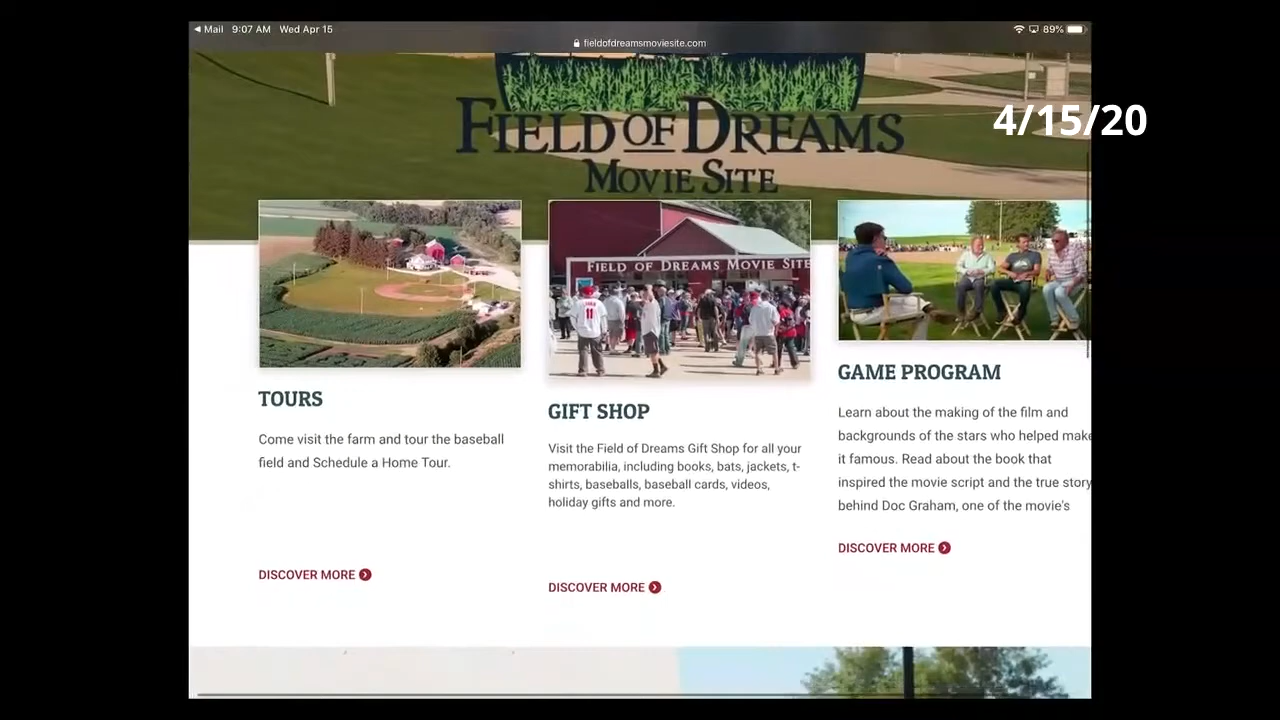 Mail 9:07 AM Wed Apr 15
89%
fieldofdreamsmoviesite.com
4/15/20
FIELD OF DREAMS
MOVIE SITE
FIELD OF DREAMS MOVIE SITE
11
TOURS
Come visit the farm and tour the baseball
field and Schedule a Home Tour.
DISCOVER MORE
GIFT SHOP
Visit the Field of Dreams Gift Shop for all your
memorabilia, including books, bats, jackets, t-
shirts, baseballs, baseball cards, videos,
holiday gifts and more.
DISCOVER MORE
GAME PROGRAM
Learn about the making of the film and
backgrounds of the stars who helped make
it famous. Read about the book that
inspired the movie script and the true story
behind Doc Graham, one of the movie's
DISCOVER MORE